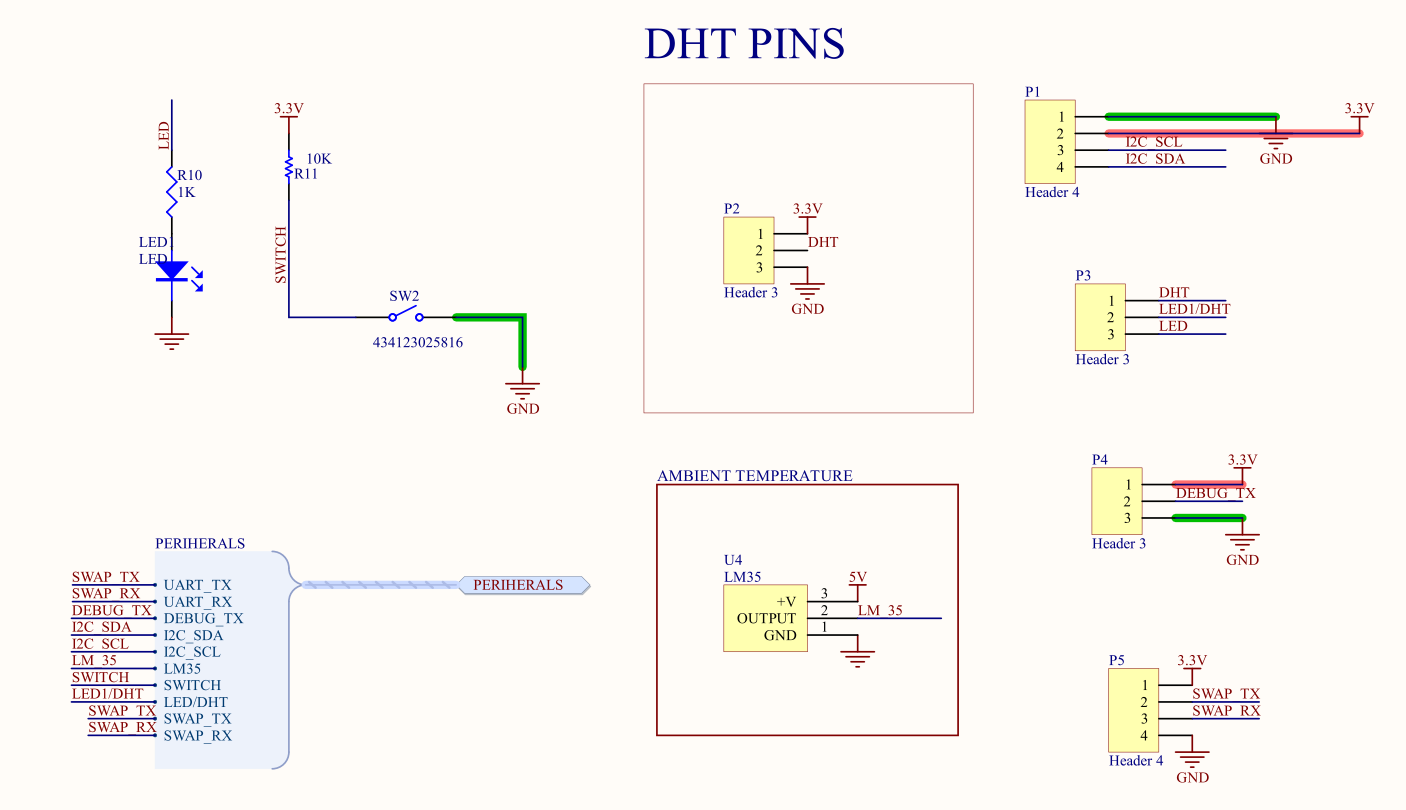 DHT PINS
LED
R10
1K
LED1
LED
3.3V
10K
R11
SWITCH
SW2
434123025816
GND
P2
3.3V
1
2
3
DHT
Header 3
GND
P1
1
2
3
4
3.3V
GND
I2C_SCL
I2C_SDA
Header 4
P3
1
2
3
DHT
LED1/DHT
LED
Header 3
P4
1
2
3
3.3V
DEBUG_TX
Header 3
GND
AMBIENT TEMPERATURE
U4
LM35
+V
OUTPUT
GND
3
2
1
5V
LM_35
PERIHERALS
SWAP_TX UART_TX
SWAP_RX UART_RX
DEBUG_TX DEBUG_TX
I2C_SDA I2C_SDA
I2C_SCL I2C_SCL
LM_35 LM35
SWITCH SWITCH
LED1/DHT LED/DHT
SWAP_TX SWAP_TX
SWAP_RX SWAP_RX
PERIHERALS
P5
1
2
3
4
3.3V
SWAP_TX
SWAP_RX
Header 4
GND